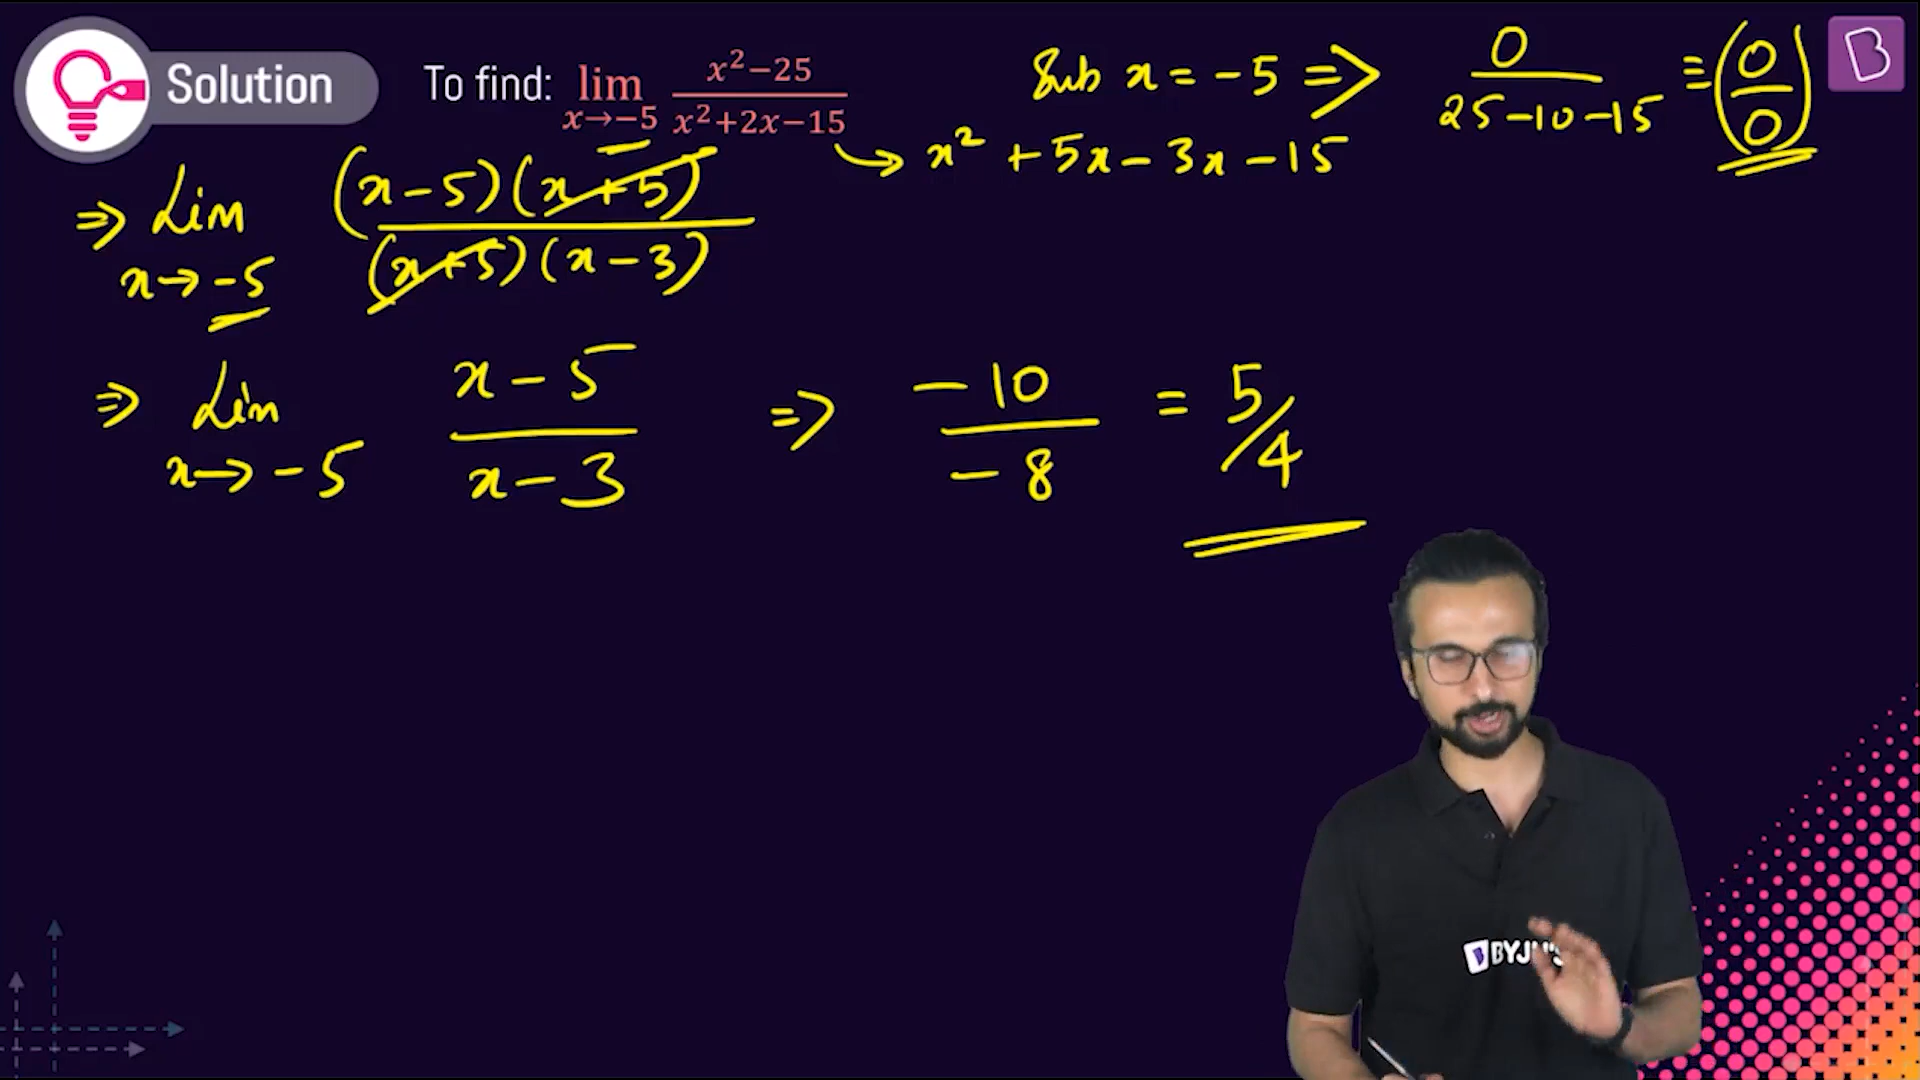 Solution
To find: lim x→−5 x²−25 / x²+2x−15
Sub x = -5 ⇒ 0 / 25-10-15 ≡ (0/0)
→ x² + 5x - 3x - 15
⇒ Lim x→-5 (x-5)(x+5) / (x+5)(x-3)
⇒ Lim x→-5 x-5 / x-3 ⇒ -10 / -8 = 5/4